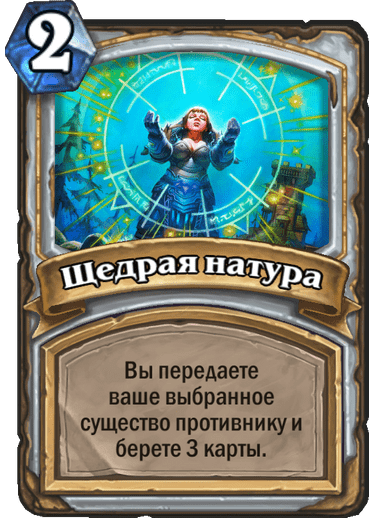 2
Щедрая натура
Вы передаете
ваше выбранное
существо противнику и
берете 3 карты.